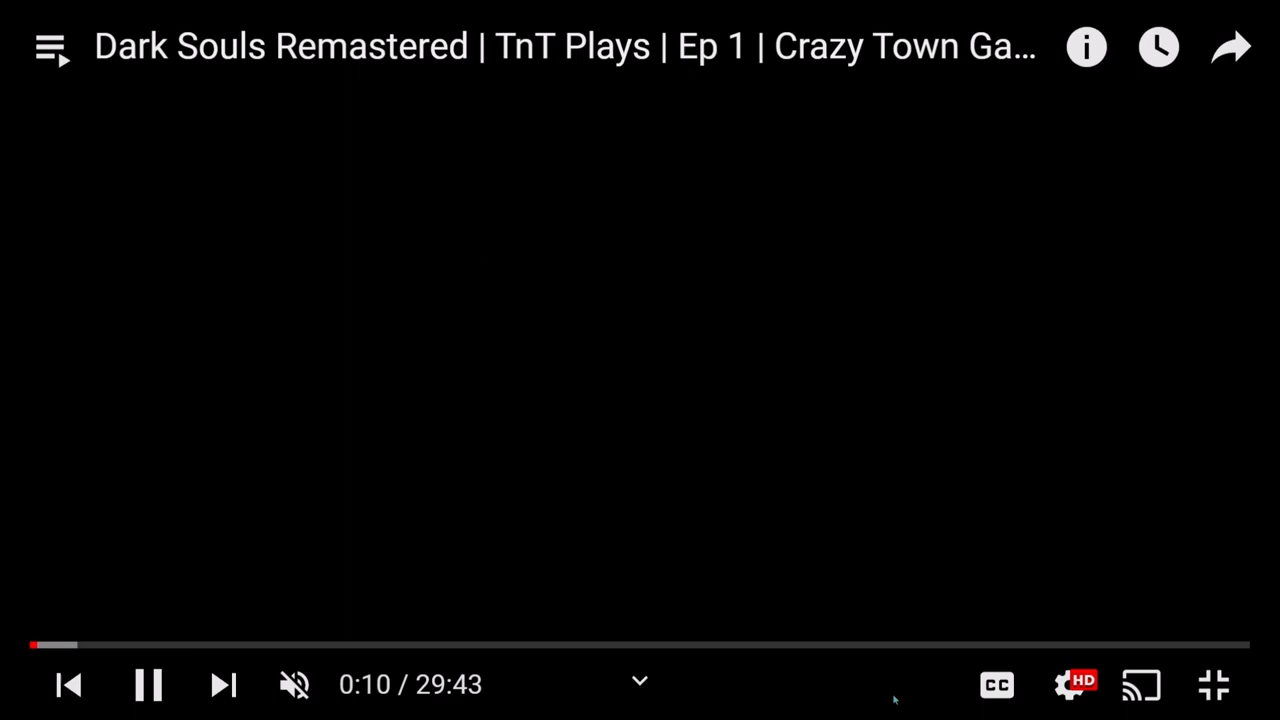 Dark Souls Remastered | TnT Plays | Ep 1 | Crazy Town Ga...
0:10 / 29:43
CC
HD